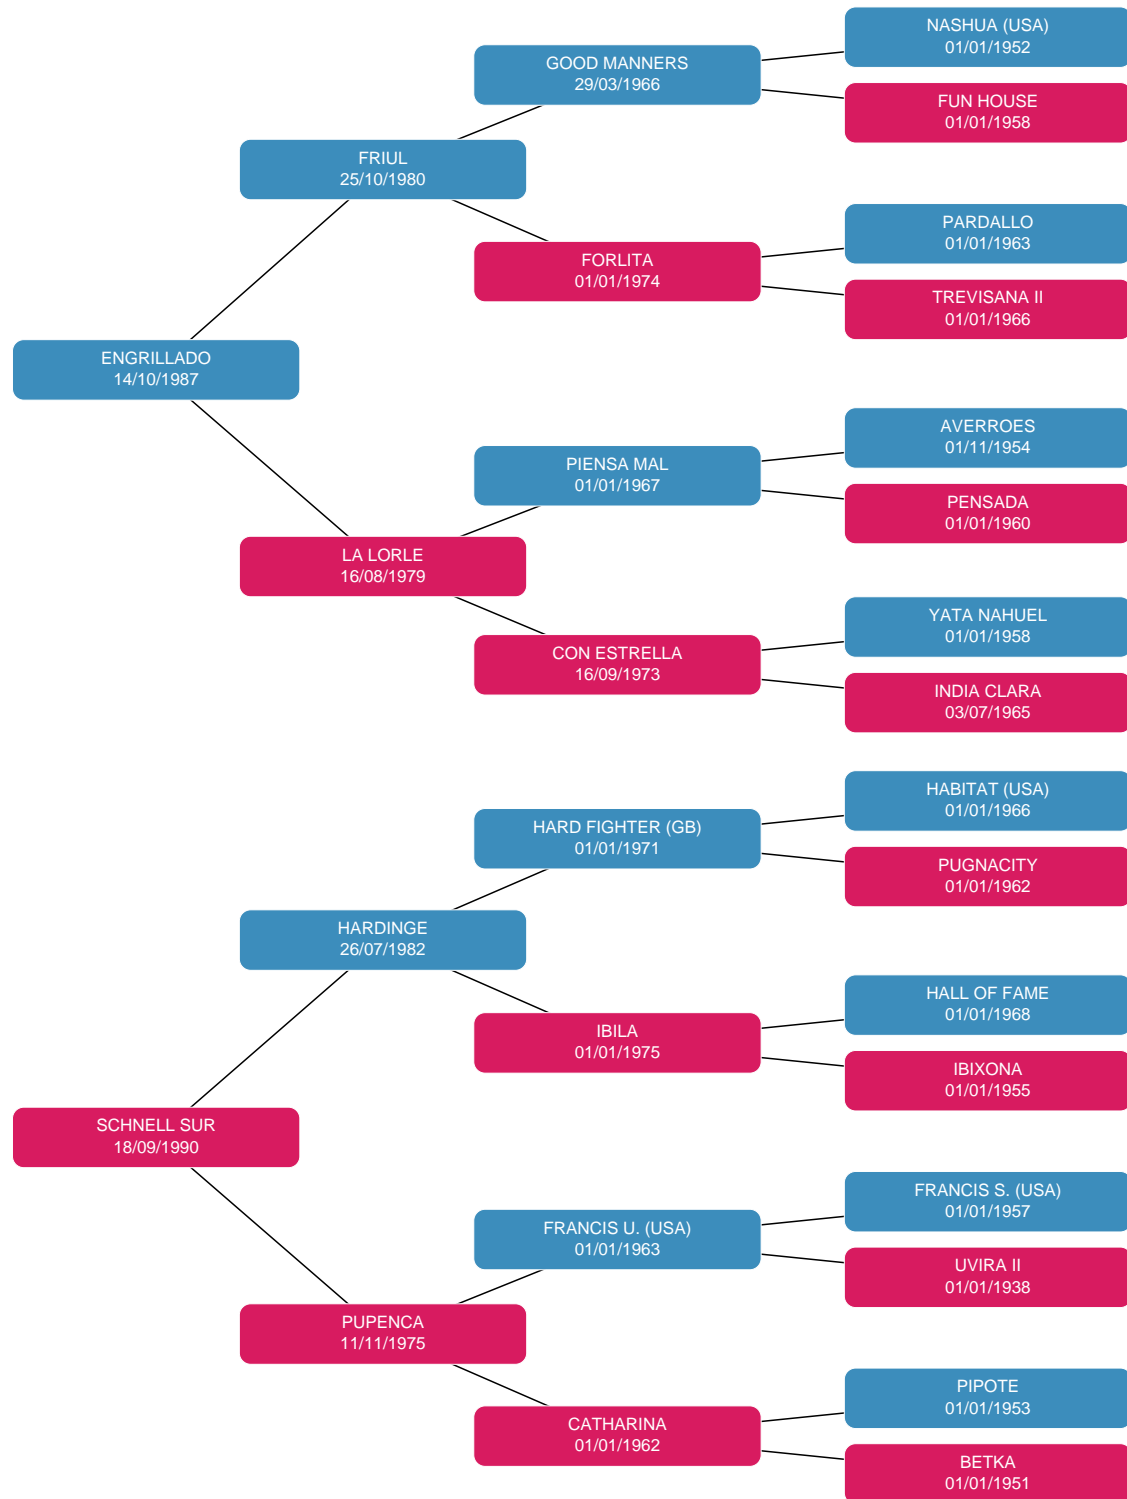 NASHUA (USA)
01/01/1952
GOOD MANNERS
29/03/1966
FUN HOUSE
01/01/1958
FRIUL
25/10/1980
PARDALLO
01/01/1963
FORLITA
01/01/1974
TREVISANA II
01/01/1966
ENGRILLADO
14/10/1987
AVERROES
01/11/1954
PIENSA MAL
01/01/1967
PENSADA
01/01/1960
LA LORLE
16/08/1979
YATA NAHUEL
01/01/1958
CON ESTRELLA
16/09/1973
INDIA CLARA
03/07/1965
HABITAT (USA)
01/01/1966
HARD FIGHTER (GB)
01/01/1971
PUGNACITY
01/01/1962
HARDINGE
26/07/1982
HALL OF FAME
01/01/1968
IBILA
01/01/1975
IBIXONA
01/01/1955
SCHNELL SUR
18/09/1990
FRANCIS S. (USA)
01/01/1957
FRANCIS U. (USA)
01/01/1963
UVIRA II
01/01/1938
PUPENCA
11/11/1975
PIPOTE
01/01/1953
CATHARINA
01/01/1962
BETKA
01/01/1951